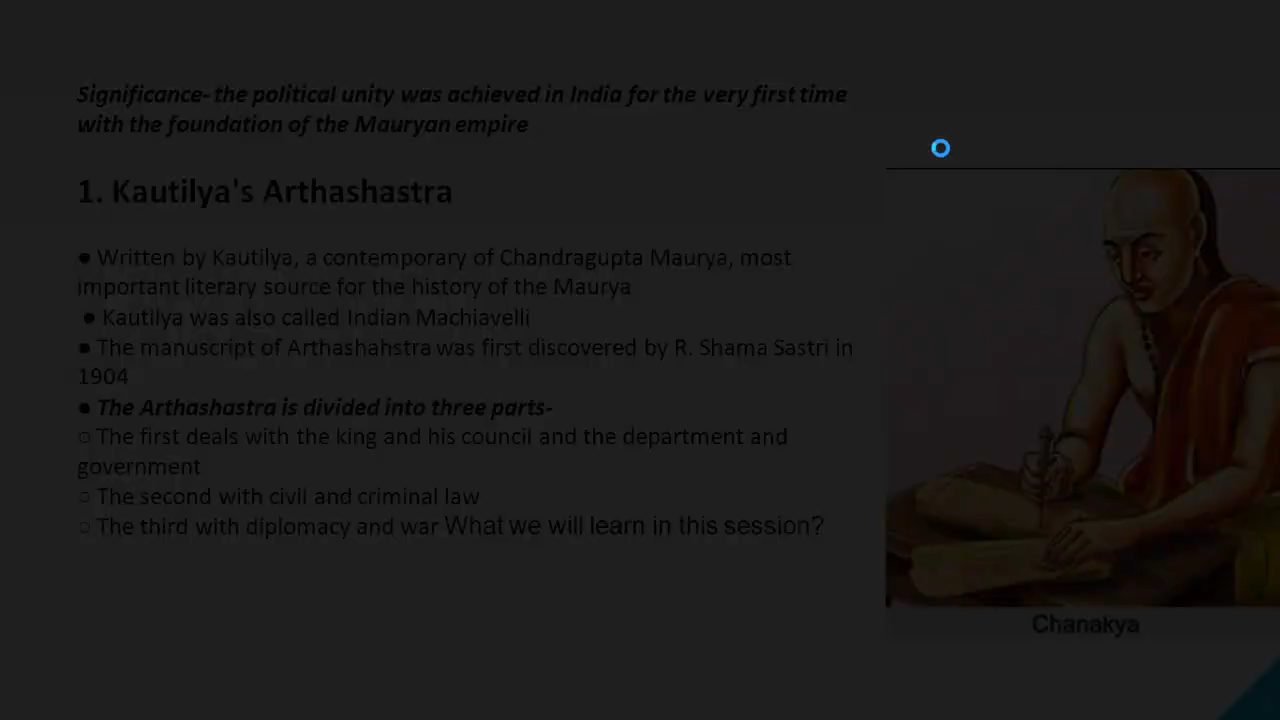 Significance- the political unity was achieved in India for the very first time
with the foundation of the Mauryan empire
1. Kautilya's Arthashastra
● Written by Kautilya, a contemporary of Chandragupta Maurya, most
important literary source for the history of the Maurya
● Kautilya was also called Indian Machiavelli
● The manuscript of Arthashahstra was first discovered by R. Shama Sastri in
1904
● The Arthashastra is divided into three parts-
○ The first deals with the king and his council and the department and
government
○ The second with civil and criminal law
○ The third with diplomacy and war What we will learn in this session?
Chanakya